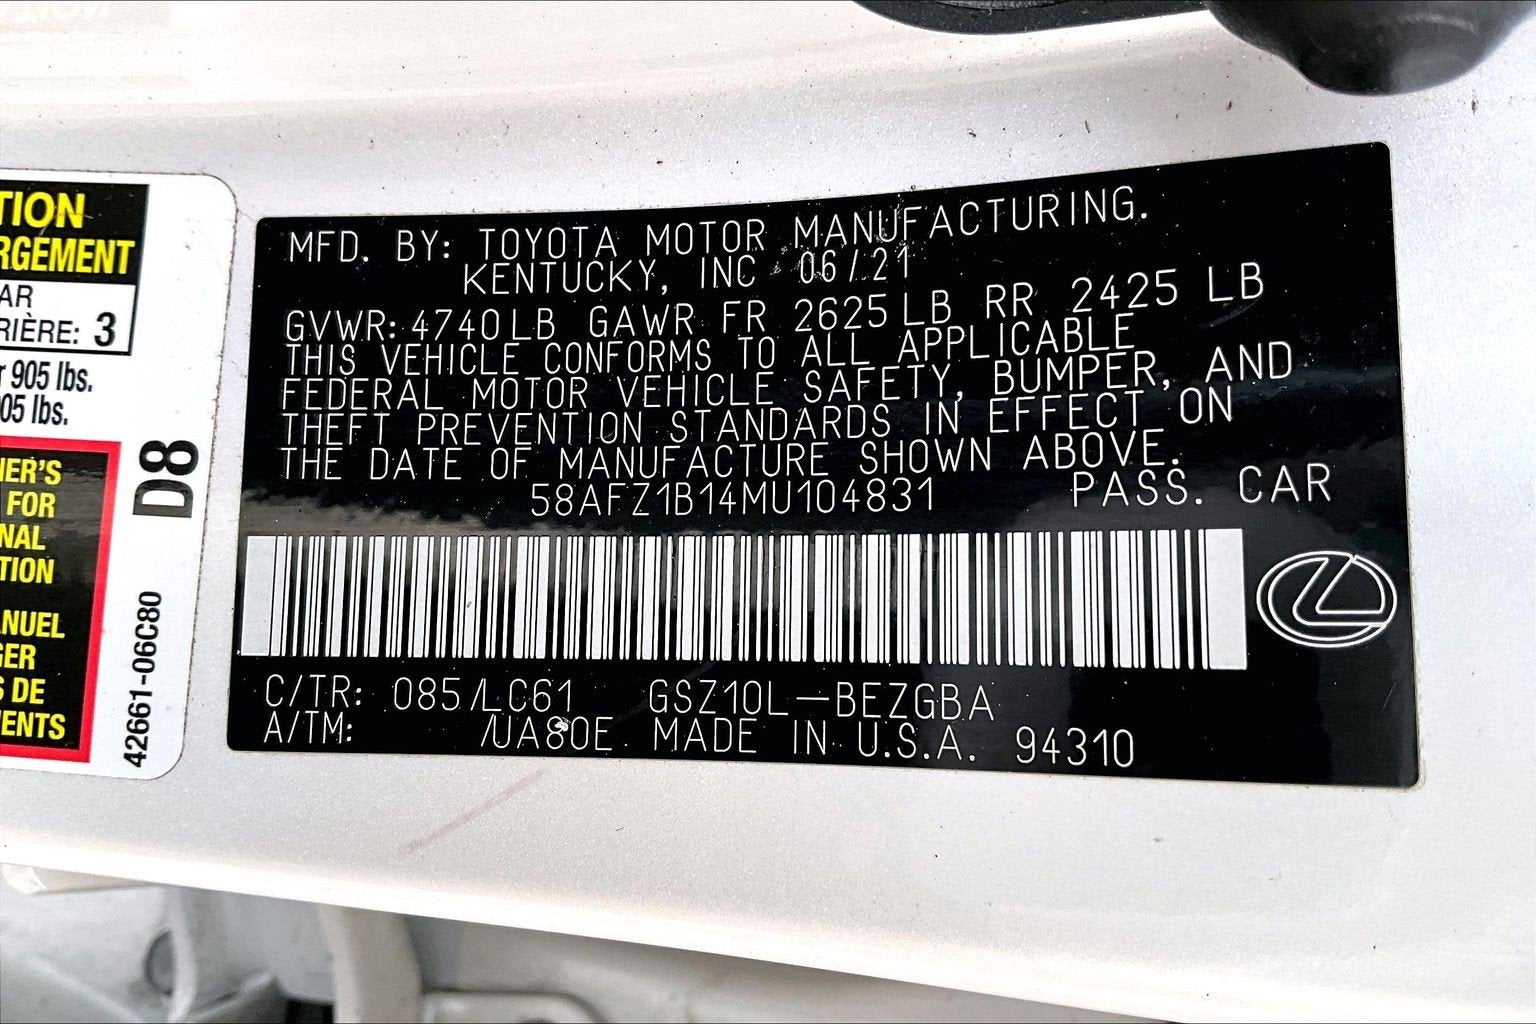 TION
RGEMENT
AR
RIÈRE: 3
r 905 lbs.
05 lbs.
NER'S
FOR
NAL
TION
ANUEL
GER
S DE
MENTS
D8
42661-06C80
MFD. BY: TOYOTA MOTOR MANUFACTURING.
KENTUCKY, INC 06/21
GVWR: 4740LB GAWR FR 2625LB RR 2425 LB
THIS VEHICLE CONFORMS TO ALL APPLICABLE
FEDERAL MOTOR VEHICLE SAFETY, BUMPER, AND
THEFT PREVENTION STANDARDS IN EFFECT ON
THE DATE OF MANUFACTURE SHOWN ABOVE.
58AFZ1B14MU104831 PASS. CAR
C/TR: 085/LC61 GSZ10L-BEZGBA
A/TM: /UA80E MADE IN U.S.A. 94310